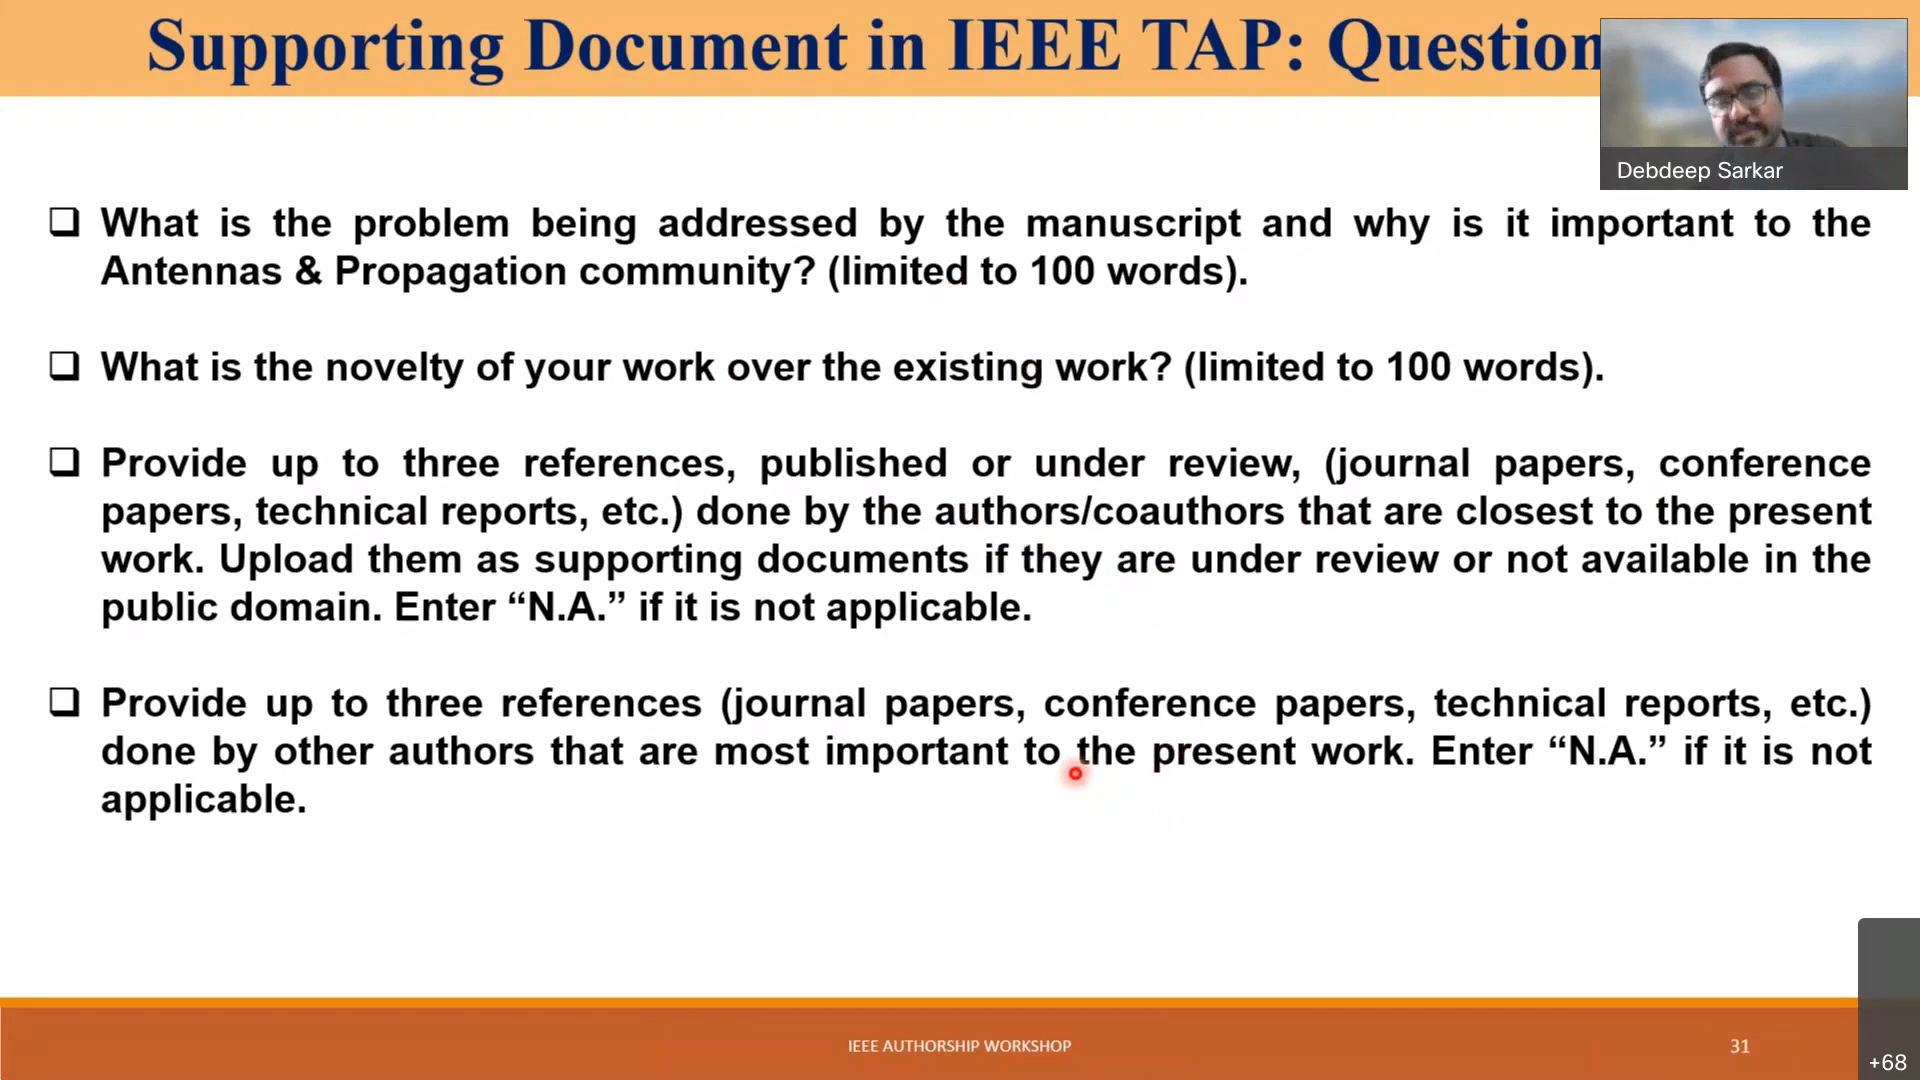 Supporting Document in IEEE TAP: Question
Debdeep Sarkar
❑ What is the problem being addressed by the manuscript and why is it important to the
Antennas & Propagation community? (limited to 100 words).
❑ What is the novelty of your work over the existing work? (limited to 100 words).
❑ Provide up to three references, published or under review, (journal papers, conference
papers, technical reports, etc.) done by the authors/coauthors that are closest to the present
work. Upload them as supporting documents if they are under review or not available in the
public domain. Enter “N.A.” if it is not applicable.
❑ Provide up to three references (journal papers, conference papers, technical reports, etc.)
done by other authors that are most important to the present work. Enter “N.A.” if it is not
applicable.
IEEE AUTHORSHIP WORKSHOP
31
+68